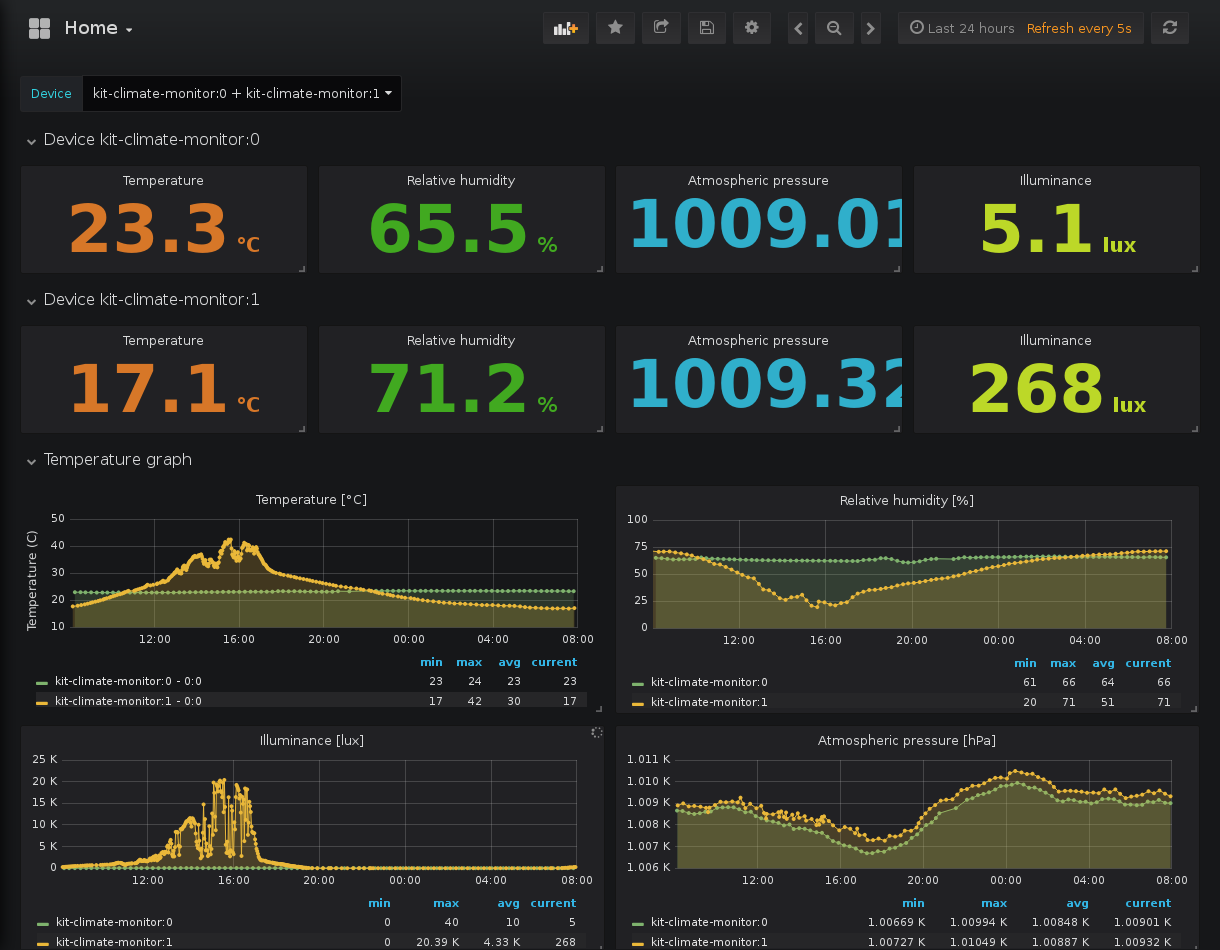 Home
Last 24 hours Refresh every 5s
Device kit-climate-monitor:0 + kit-climate-monitor:1
Device kit-climate-monitor:0
Temperature Relative humidity Atmospheric pressure Illuminance
23.3 °C 65.5 % 1009.01 5.1 lux
Device kit-climate-monitor:1
Temperature Relative humidity Atmospheric pressure Illuminance
17.1 °C 71.2 % 1009.32 268 lux
Temperature graph
Temperature [°C]
Temperature (C)
50
40
30
20
10
12:00 16:00 20:00 00:00 04:00 08:00
min max avg current
kit-climate-monitor:0 - 0:0 23 24 23 23
kit-climate-monitor:1 - 0:0 17 42 30 17
Relative humidity [%]
100
75
50
25
0
12:00 16:00 20:00 00:00 04:00 08:00
min max avg current
kit-climate-monitor:0 61 66 64 66
kit-climate-monitor:1 20 71 51 71
Illuminance [lux]
25 K
20 K
15 K
10 K
5 K
0
12:00 16:00 20:00 00:00 04:00 08:00
min max avg current
kit-climate-monitor:0 0 40 10 5
kit-climate-monitor:1 0 20.39 K 4.33 K 268
Atmospheric pressure [hPa]
1.011 K
1.010 K
1.009 K
1.008 K
1.007 K
1.006 K
12:00 16:00 20:00 00:00 04:00 08:00
min max avg current
kit-climate-monitor:0 1.00669 K 1.00994 K 1.00848 K 1.00901 K
kit-climate-monitor:1 1.00727 K 1.01049 K 1.00887 K 1.00932 K